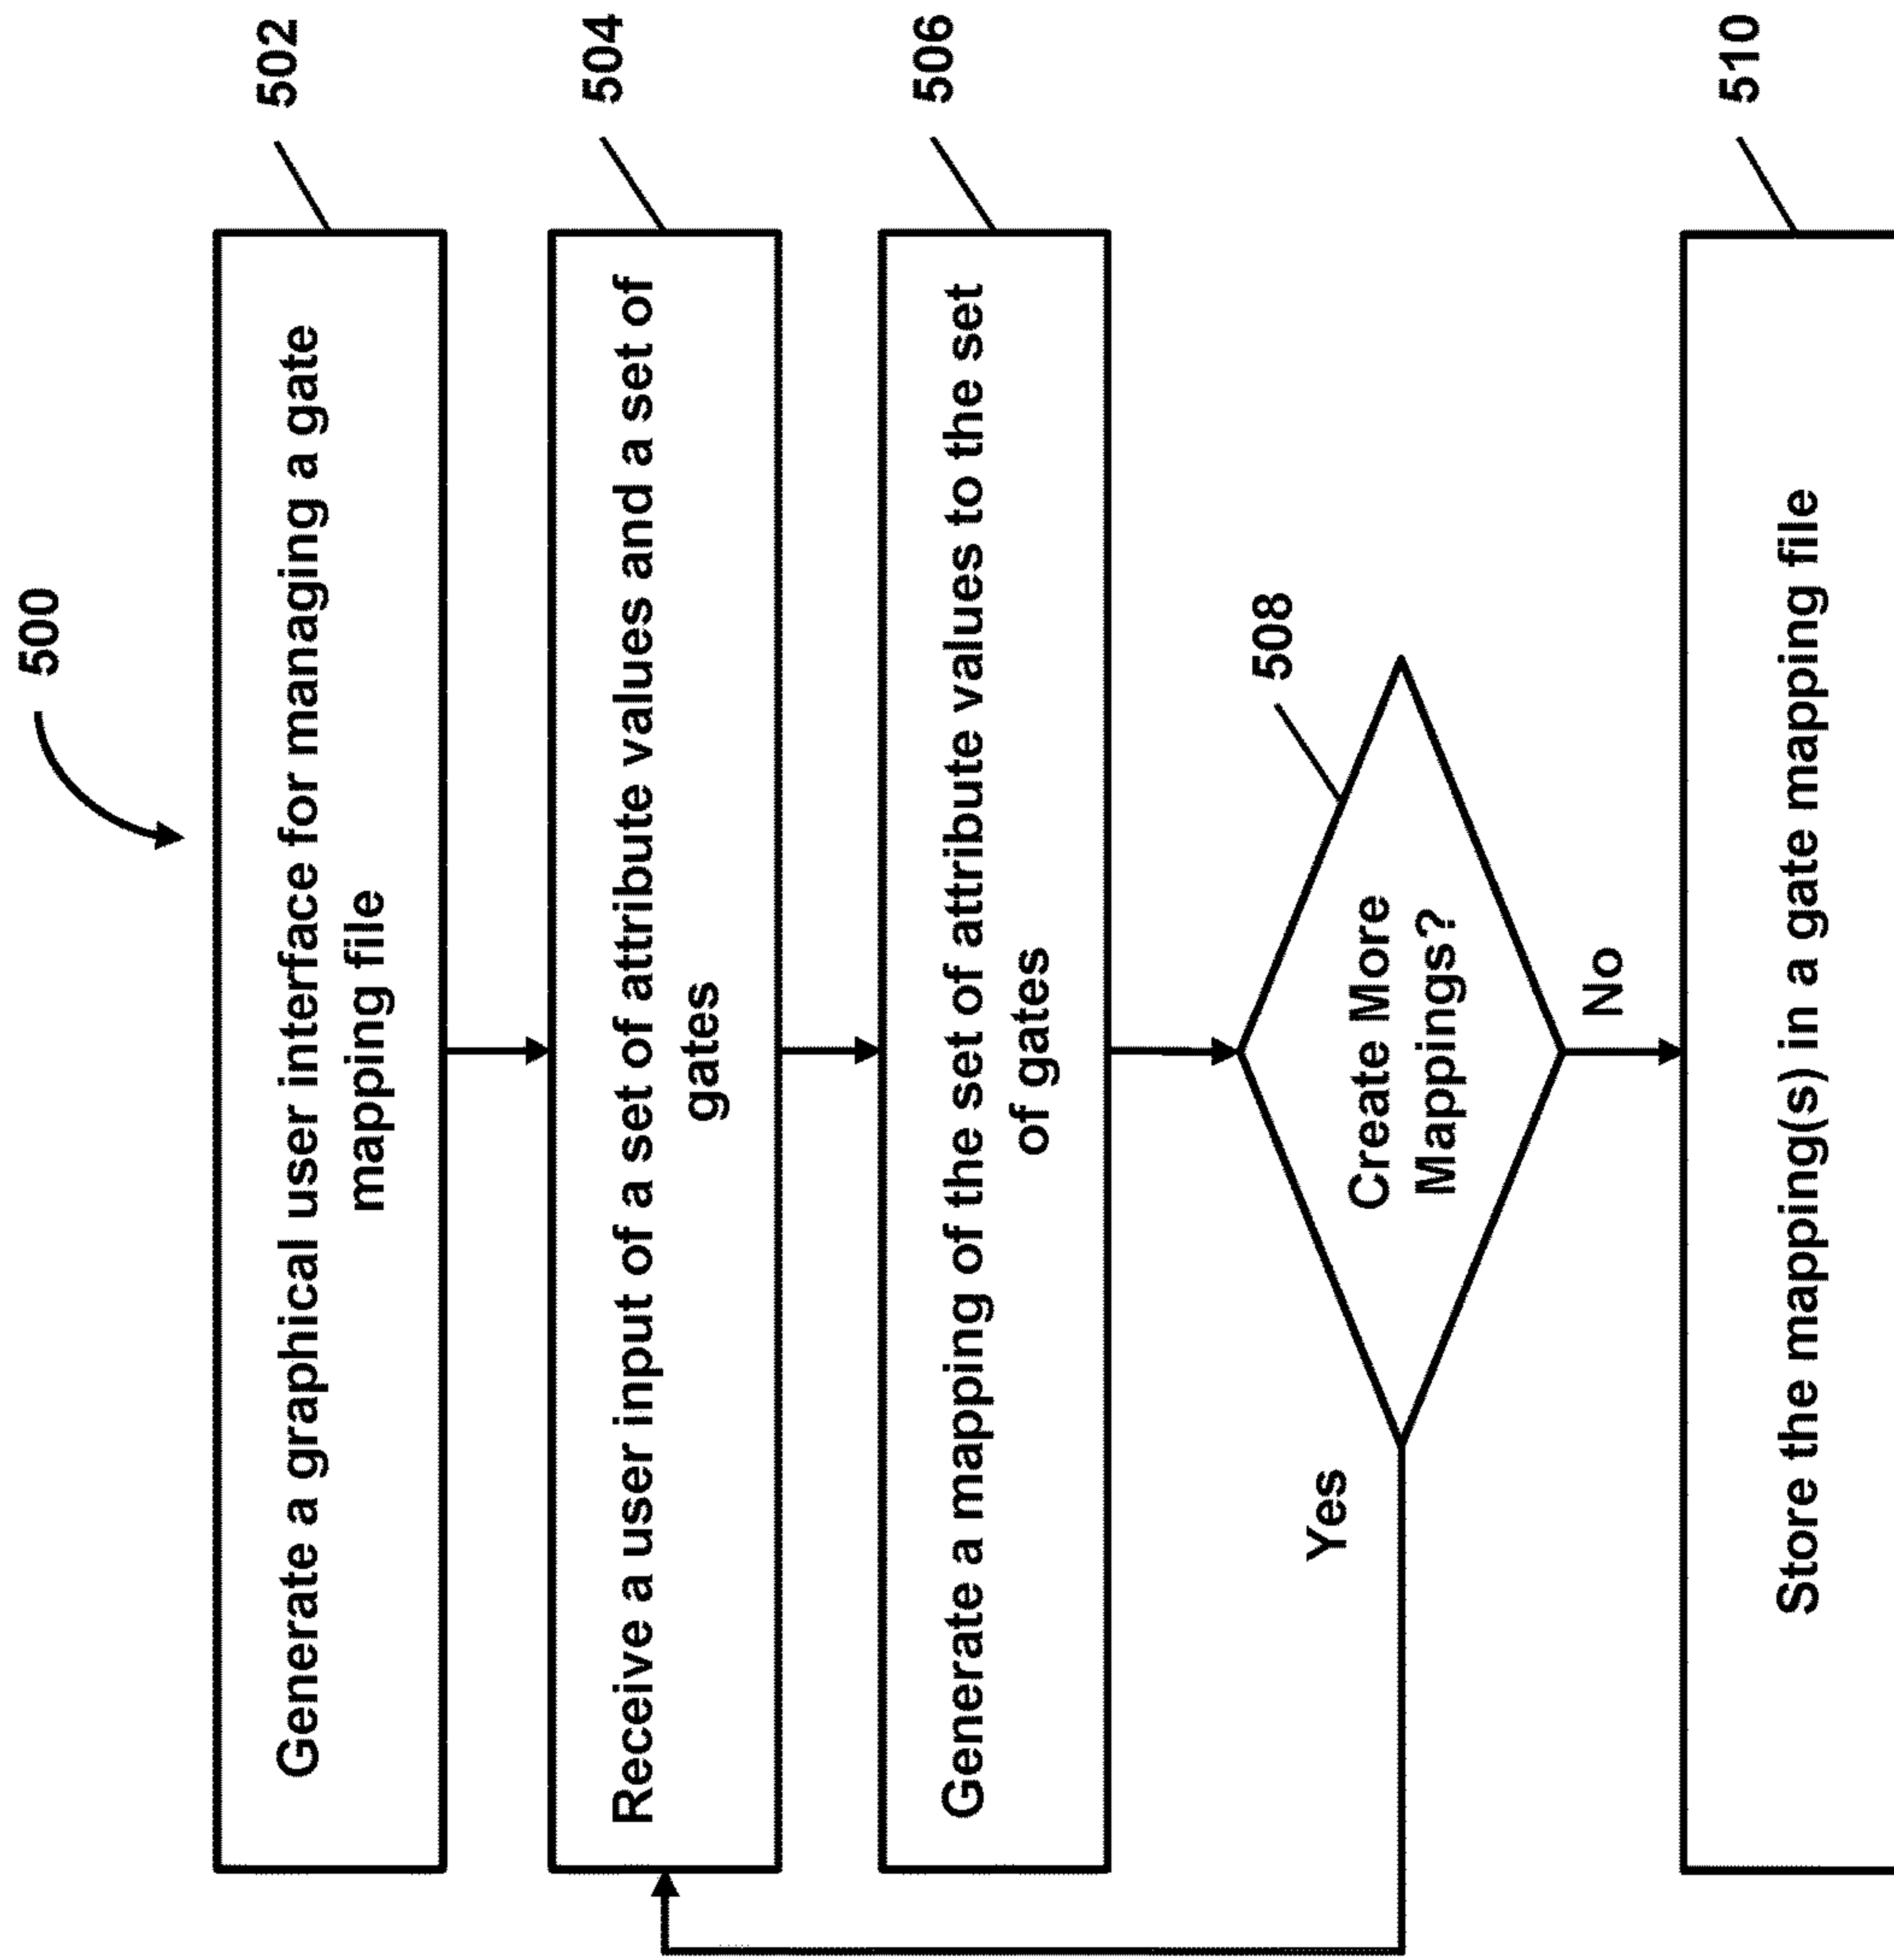 500
Generate a graphical user interface for managing a gate
mapping file
502
Receive a user input of a set of attribute values and a set of
gates
504
Generate a mapping of the set of attribute values to the set
of gates
506
Create More
Mappings?
508
Yes
No
Store the mapping(s) in a gate mapping file
510